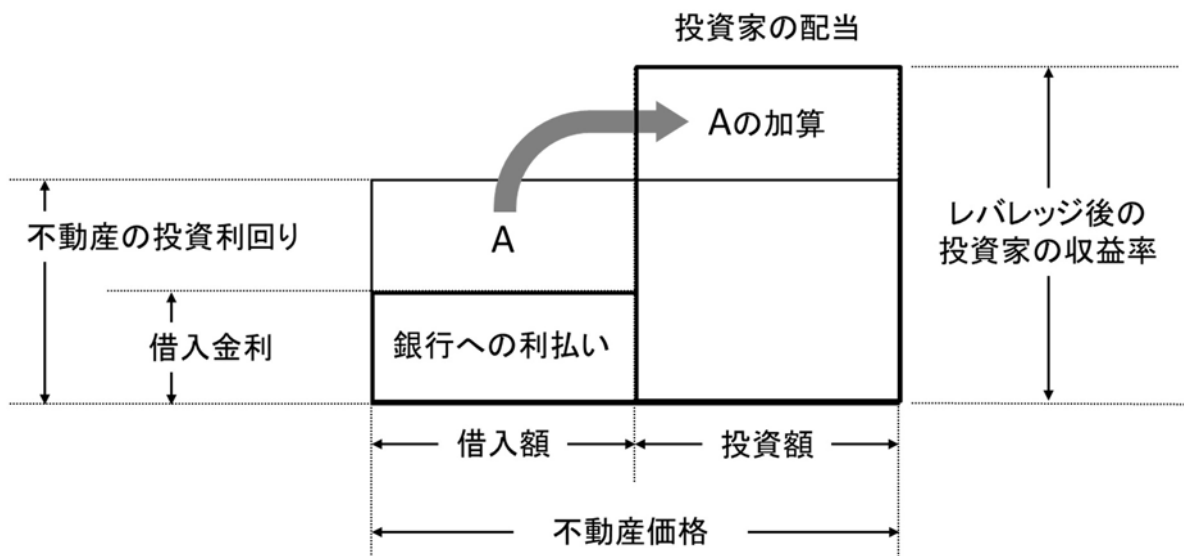 投資家の配当
Aの加算
不動産の投資利回り
A
レバレッジ後の
投資家の収益率
借入金利
銀行への利払い
借入額
投資額
不動産価格